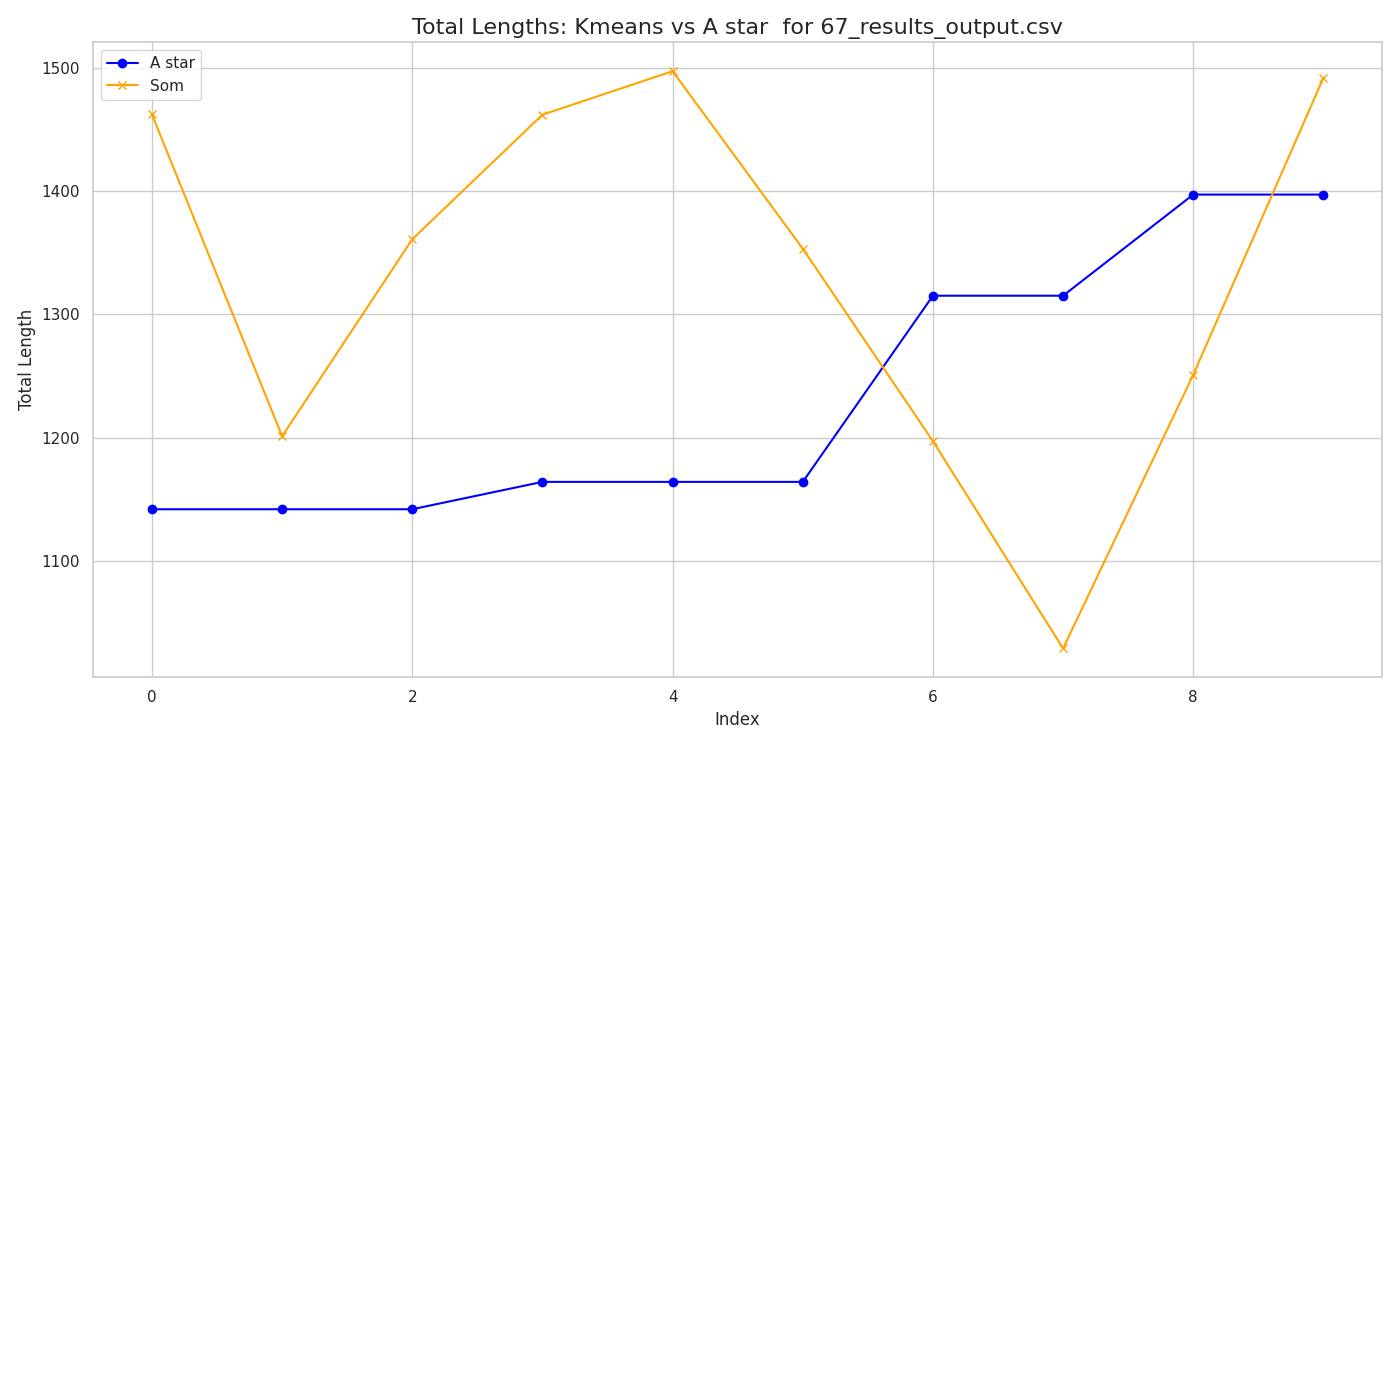 Total Lengths: Kmeans vs A star  for 67_results_output.csv
A star
Som
1500
1400
1300
1200
1100
Total Length
0 2 4 6 8
Index